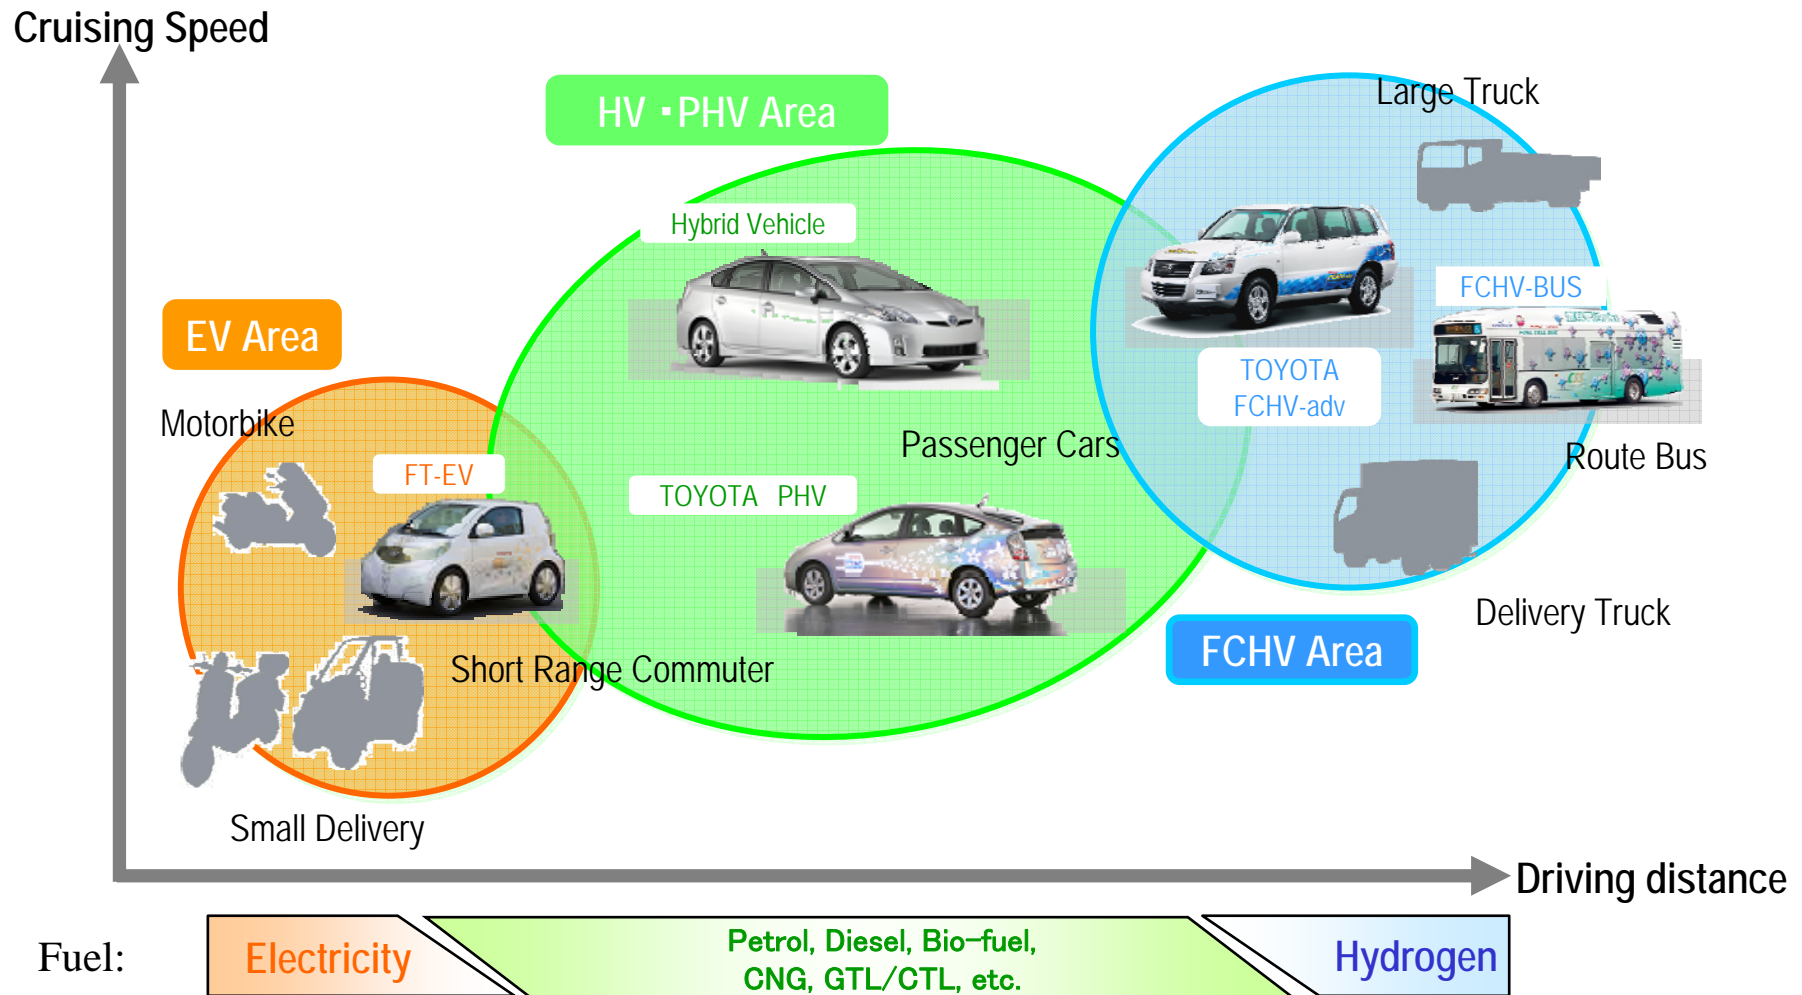 Cruising Speed
HV ・PHV Area
Large Truck
Hybrid Vehicle
FCHV-BUS
EV Area
TOYOTA
FCHV-adv
Motorbike
Passenger Cars
Route Bus
FT-EV
TOYOTA PHV
Delivery Truck
FCHV Area
Short Range Commuter
Small Delivery
Driving distance
Fuel:
Electricity
Petrol, Diesel, Bio-fuel,
CNG, GTL/CTL, etc.
Hydrogen